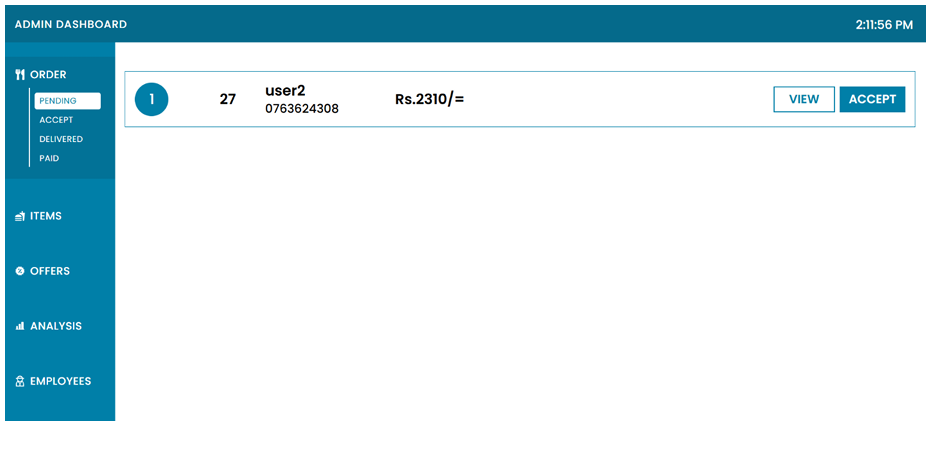 ADMIN DASHBOARD
2:11:56 PM
ORDER
PENDING
ACCEPT
DELIVERED
PAID
ITEMS
OFFERS
ANALYSIS
EMPLOYEES
1
27
user2
0763624308
Rs.2310/=
VIEW
ACCEPT